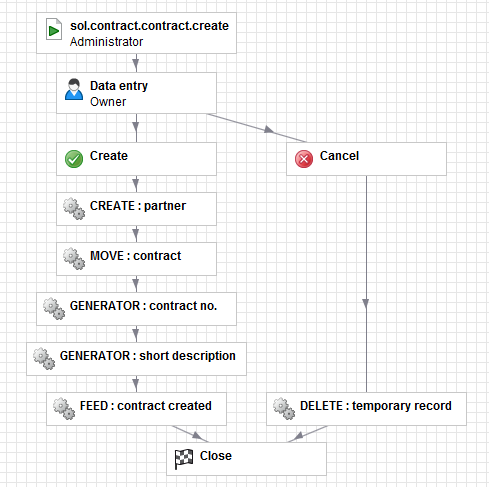 sol.contract.contract.create
Administrator
Data entry
Owner
Create
Cancel
CREATE : partner
MOVE : contract
GENERATOR : contract no.
GENERATOR : short description
FEED : contract created
DELETE : temporary record
Close